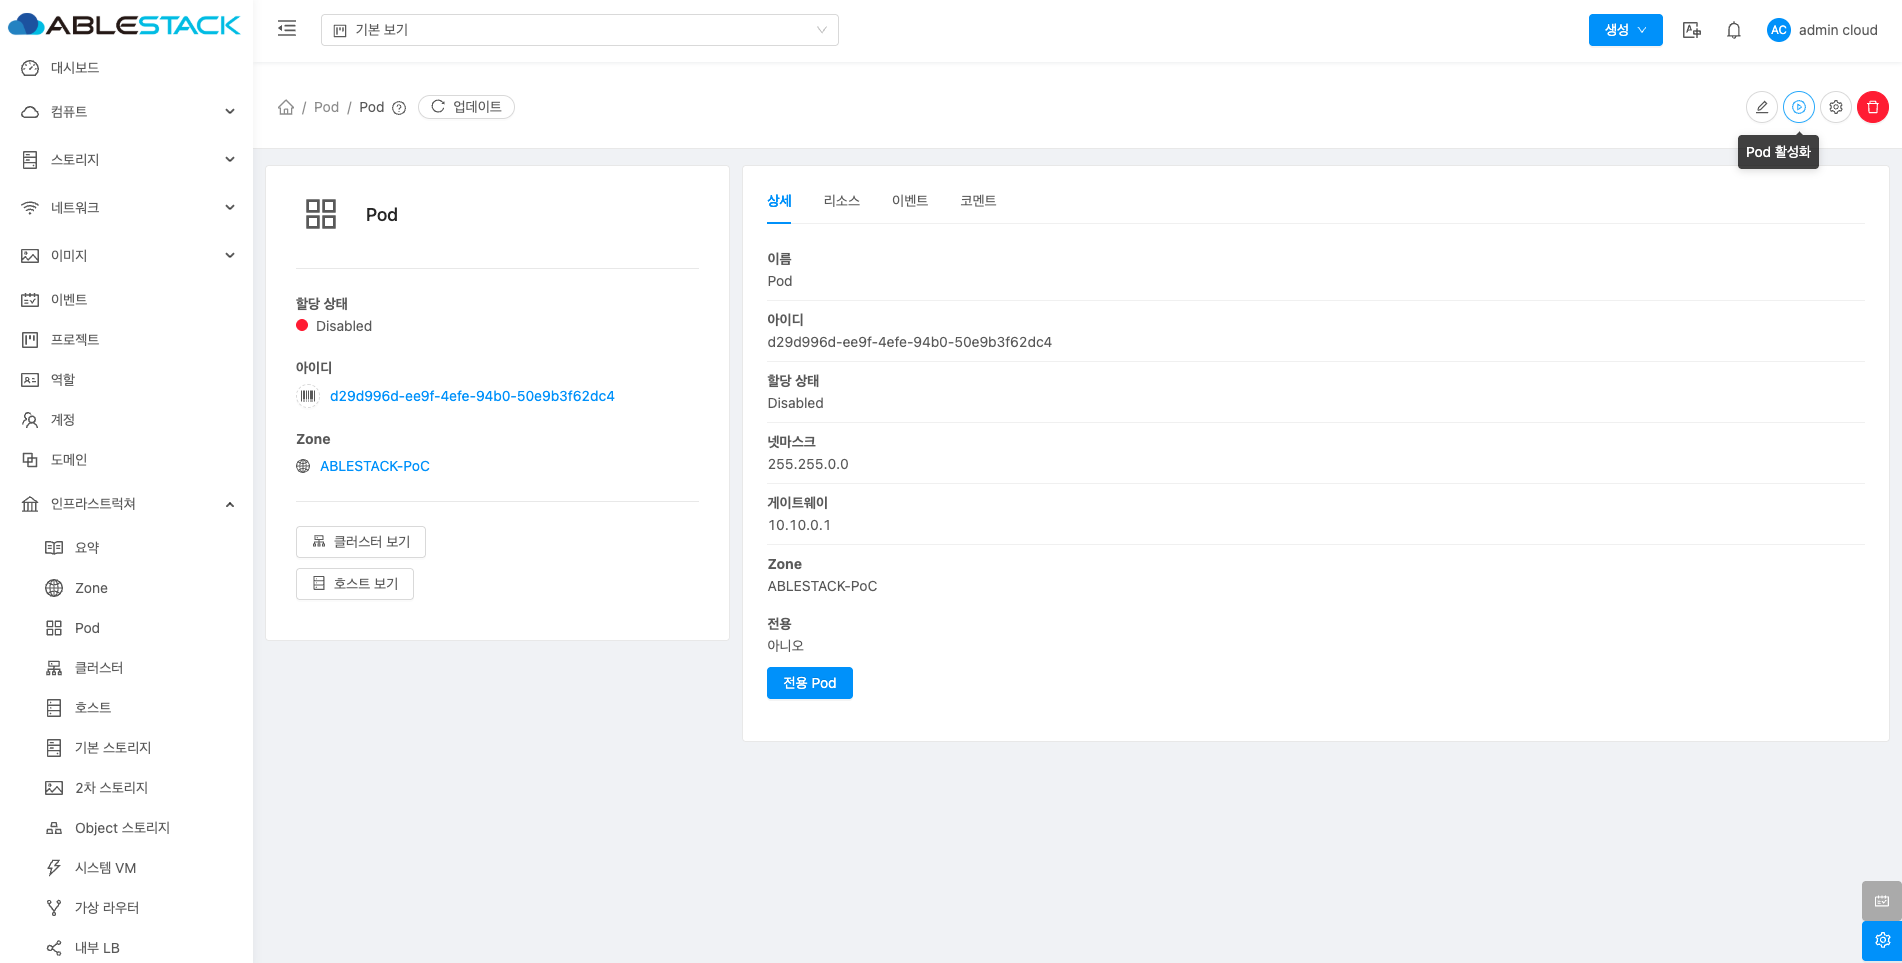 ABLESTACK
기본 보기
생성
AC
admin cloud
대시보드
컴퓨트
스토리지
네트워크
이미지
이벤트
프로젝트
역할
계정
도메인
인프라스트럭쳐
요약
Zone
Pod
클러스터
호스트
기본 스토리지
2차 스토리지
Object 스토리지
시스템 VM
가상 라우터
내부 LB
/ Pod / Pod 업데이트
Pod 활성화
Pod
할당 상태
Disabled
아이디
d29d996d-ee9f-4efe-94b0-50e9b3f62dc4
Zone
ABLESTACK-PoC
클러스터 보기
호스트 보기
상세 리소스 이벤트 코멘트
이름
Pod
아이디
d29d996d-ee9f-4efe-94b0-50e9b3f62dc4
할당 상태
Disabled
넷마스크
255.255.0.0
게이트웨이
10.10.0.1
Zone
ABLESTACK-PoC
전용
아니오
전용 Pod